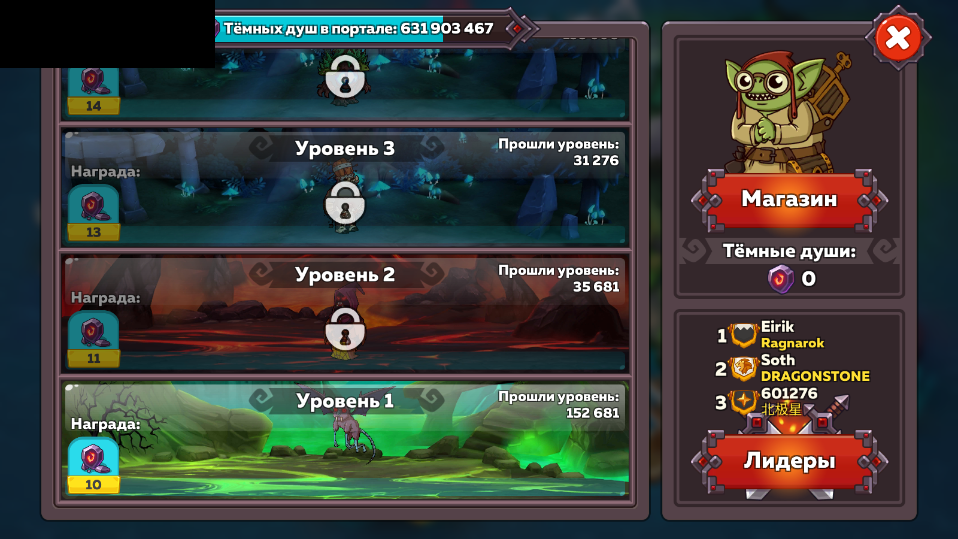 Тёмных душ в портале: 631 903 467
14
Уровень 3
Прошли уровень:
31 276
Награда:
13
Уровень 2
Прошли уровень:
35 681
Награда:
11
Уровень 1
Прошли уровень:
152 681
Награда:
10
Магазин
Тёмные души:
0
1 Eirik
Ragnarok
2 Soth
DRAGONSTONE
3 601276
北极星
Лидеры